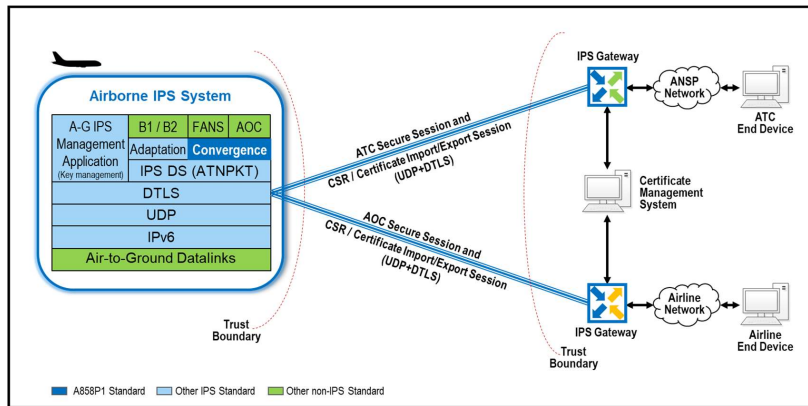 Airborne IPS System
A-G IPS
Management
Application
(Key management)
B1 / B2
FANS
AOC
Adaptation
Convergence
IPS DS (ATNPKT)
DTLS
UDP
IPv6
Air-to-Ground Datalinks
Trust
Boundary
ATC Secure Session and
CSR / Certificate Import/Export Session
(UDP+DTLS)
AOC Secure Session and
CSR / Certificate Import/Export Session
(UDP+DTLS)
IPS Gateway
ANSP
Network
ATC
End Device
Certificate
Management
System
IPS Gateway
Airline
Network
Airline
End Device
Trust
Boundary
A858P1 Standard
Other IPS Standard
Other non-IPS Standard